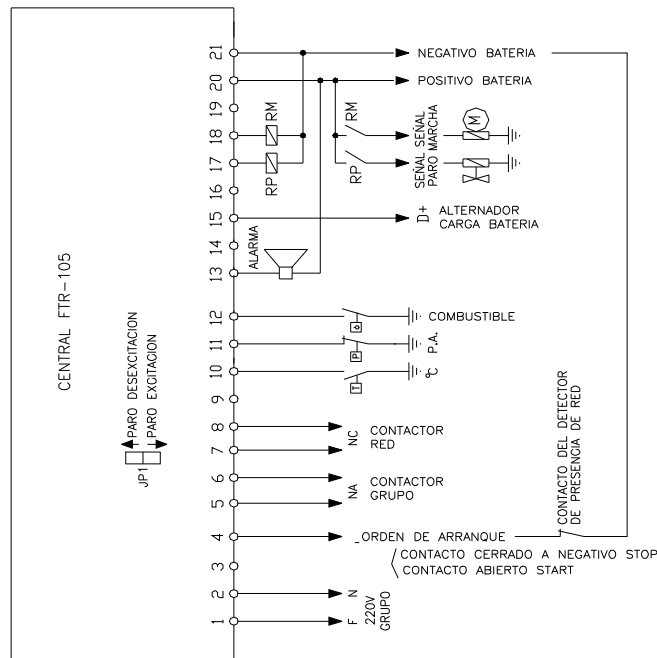 CENTRAL FTR-105
PARO DESEXCITACION
PARO EXCITACION
JP1
21
NEGATIVO BATERIA
20
POSITIVO BATERIA
19
18
RM
RM
SEÑAL MARCHA
M
17
RP
RP
SEÑAL PARO
16
15
D+ ALTERNADOR
CARGA BATERIA
14
ALARMA
13
12
COMBUSTIBLE
11
P
P.A.
10
T
ºC
9
8
NC
CONTACTOR
RED
7
6
NA
CONTACTOR
GRUPO
5
CONTACTO DEL DETECTOR
DE PRESENCIA DE RED
4
_ORDEN DE ARRANQUE
CONTACTO CERRADO A NEGATIVO STOP
CONTACTO ABIERTO START
3
2
N
220V
GRUPO
1
F